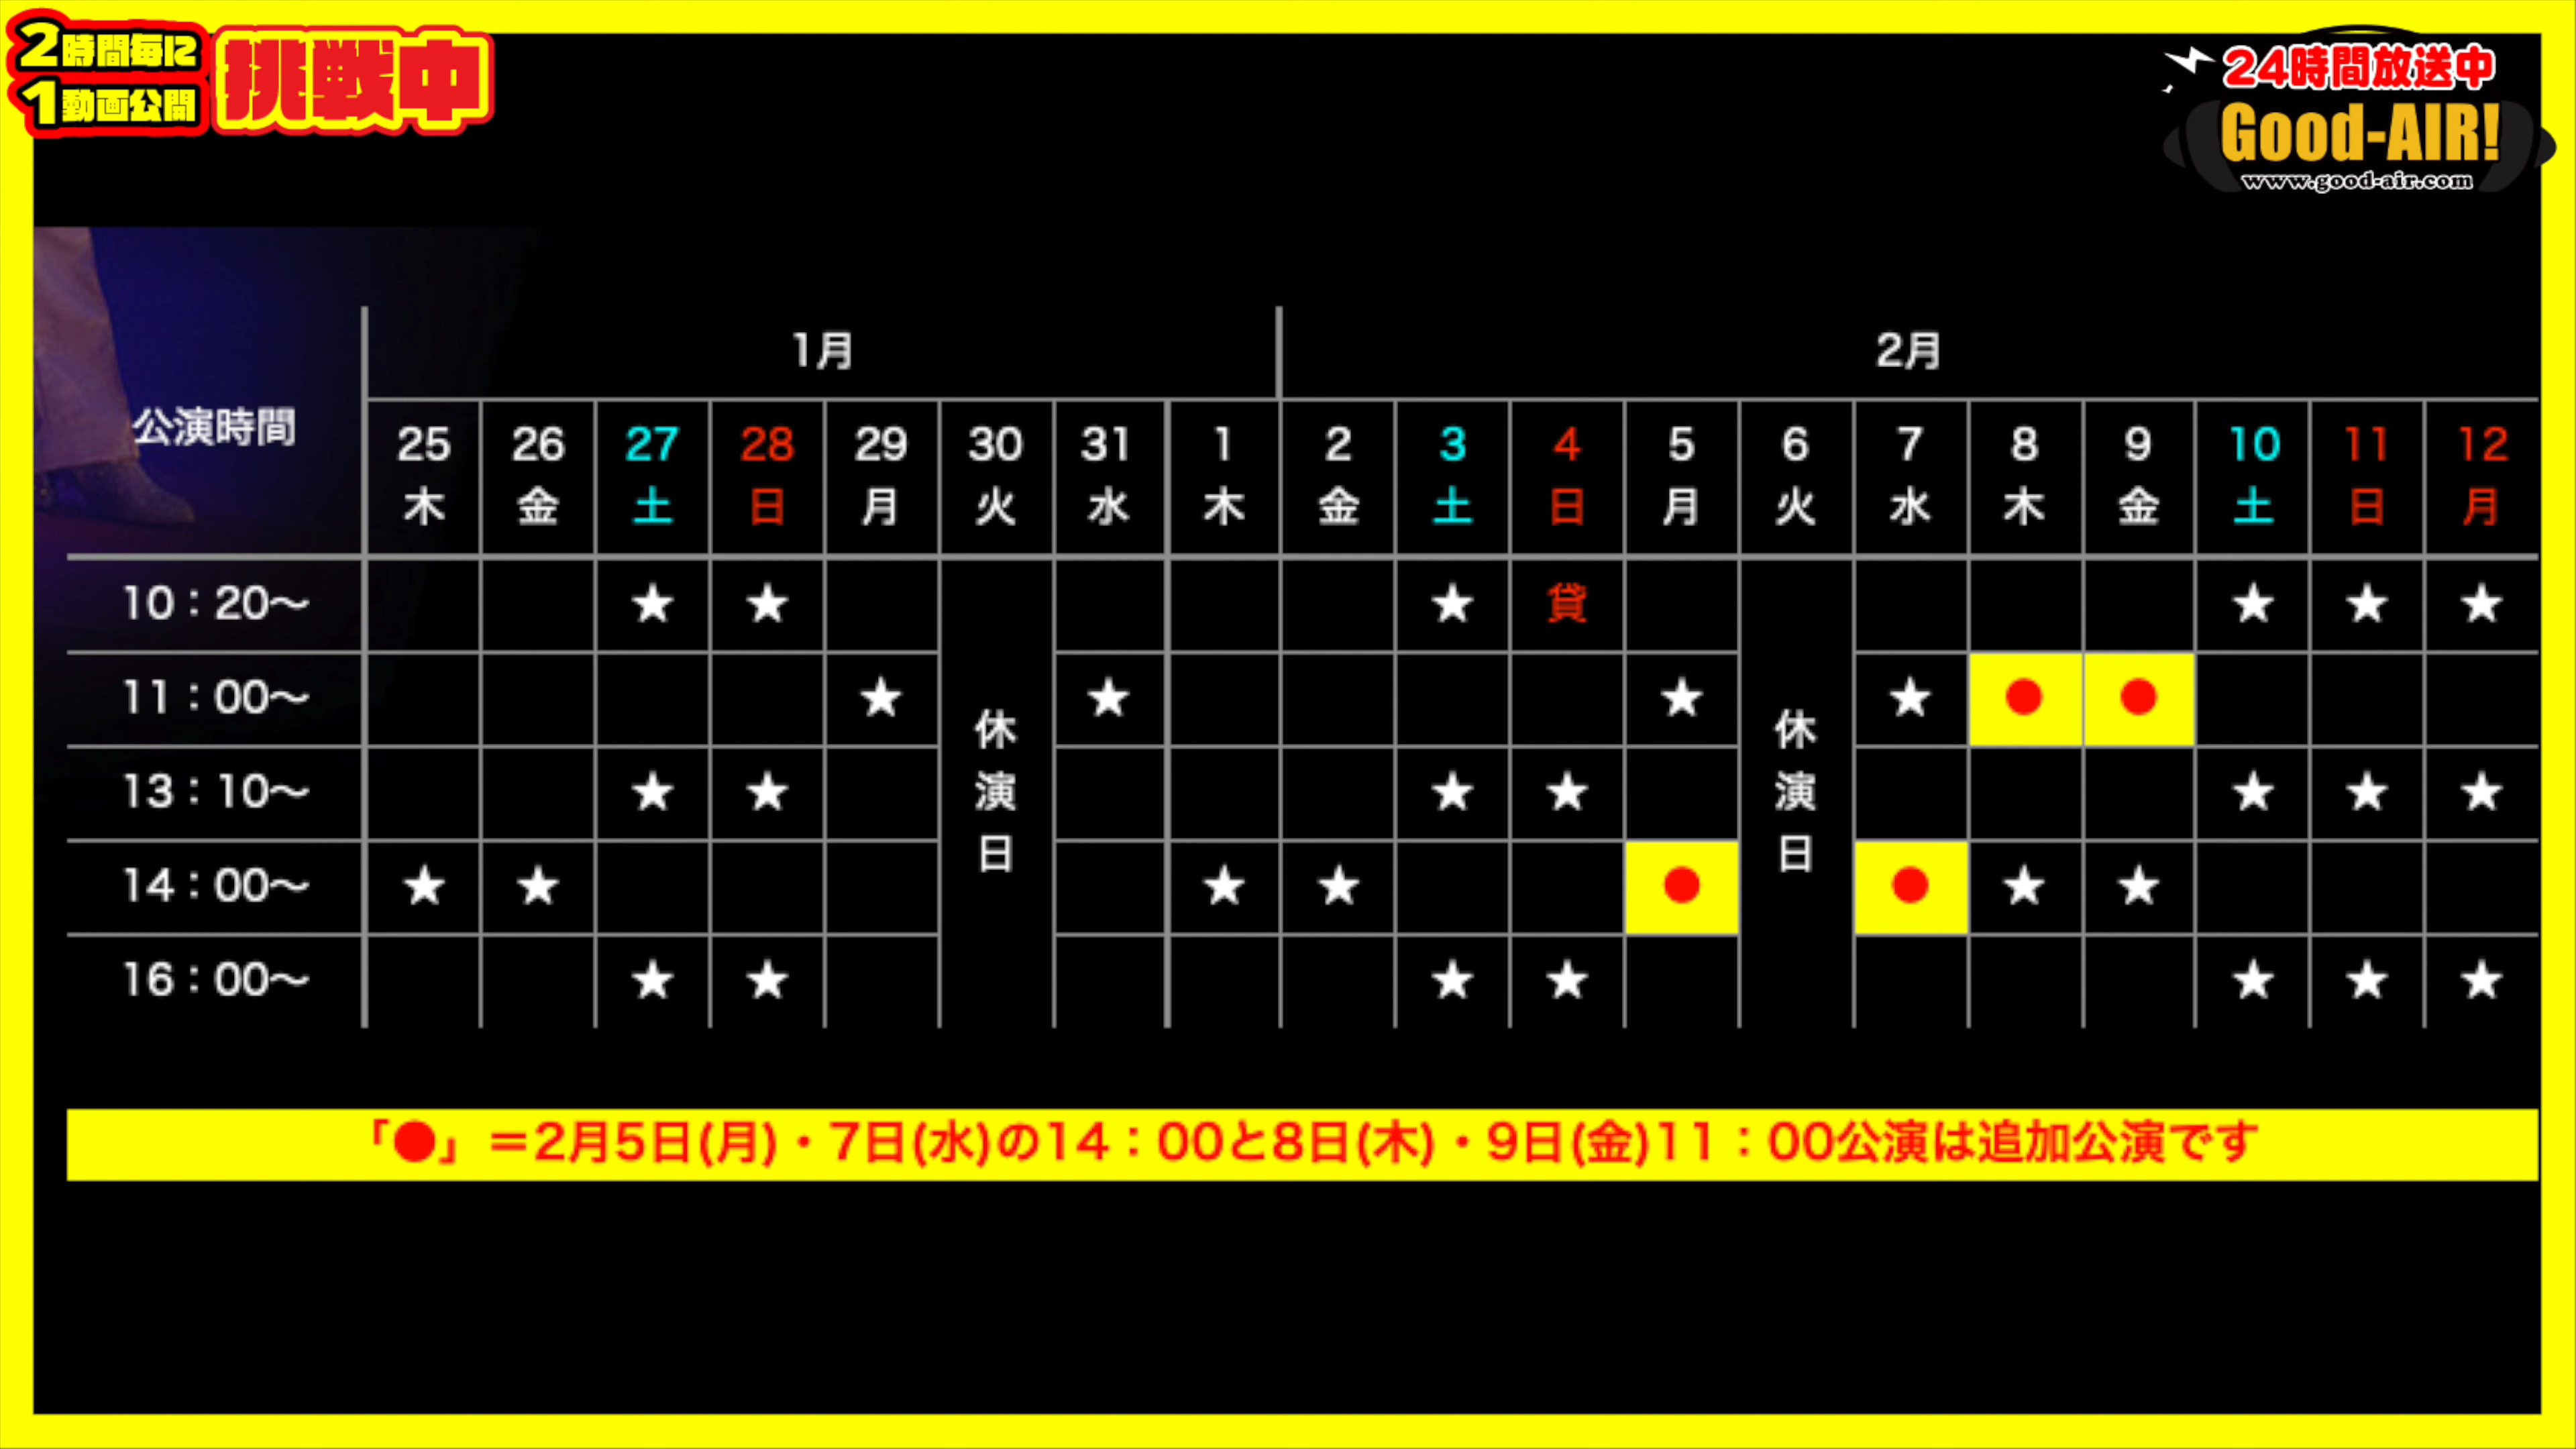 2時間毎に
1動画公開
挑戦中
24時間放送中
Good-AIR!
www.good-air.com
1月 2月
公演時間
25 26 27 28 29 30 31 1 2 3 4 5 6 7 8 9 10 11 12
木 金 土 日 月 火 水 木 金 土 日 月 火 水 木 金 土 日 月
10：20〜 ★ ★ ★ 貸 ★ ★ ★
11：00〜 ★ ★ ★ ★ ● ●
13：10〜 ★ ★ ★ ★ ★ ★ ★
14：00〜 ★ ★ ★ ★ ● ● ★ ★
16：00〜 ★ ★ ★ ★ ★ ★ ★
休演日
休演日
「●」＝2月5日(月)・7日(水)の14：00と8日(木)・9日(金)11：00公演は追加公演です